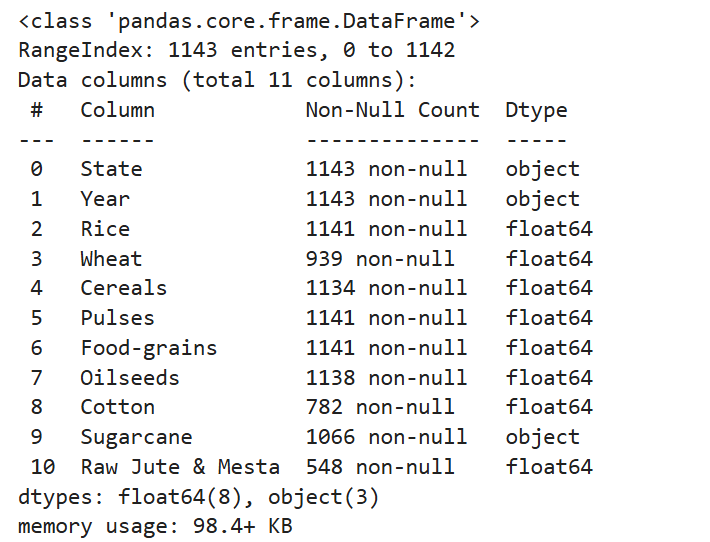 <class 'pandas.core.frame.DataFrame'>
RangeIndex: 1143 entries, 0 to 1142
Data columns (total 11 columns):
 #   Column           Non-Null Count  Dtype
---  ------           --------------  -----
 0   State            1143 non-null   object
 1   Year             1143 non-null   object
 2   Rice             1141 non-null   float64
 3   Wheat            939 non-null    float64
 4   Cereals          1134 non-null   float64
 5   Pulses           1141 non-null   float64
 6   Food-grains      1141 non-null   float64
 7   Oilseeds         1138 non-null   float64
 8   Cotton           782 non-null    float64
 9   Sugarcane        1066 non-null   object
 10  Raw Jute & Mesta  548 non-null    float64
dtypes: float64(8), object(3)
memory usage: 98.4+ KB